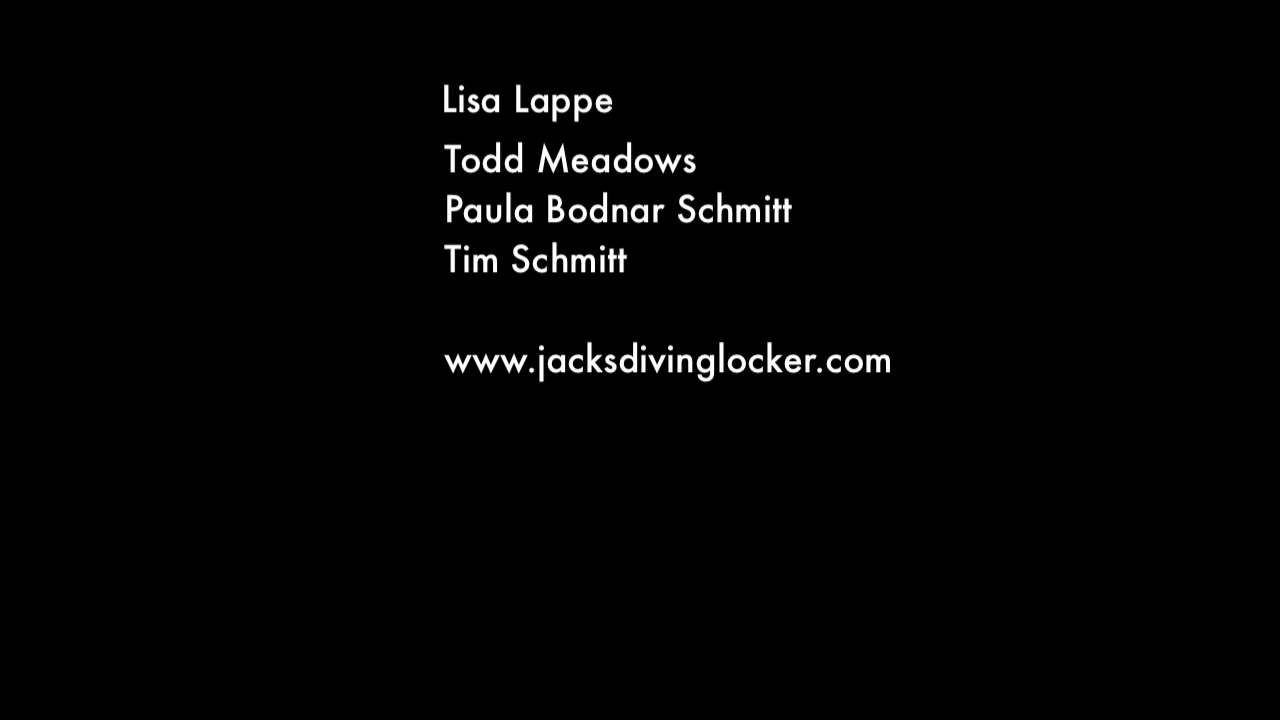 Lisa Lappe
Todd Meadows
Paula Bodnar Schmitt
Tim Schmitt
www.jacksdivinglocker.com